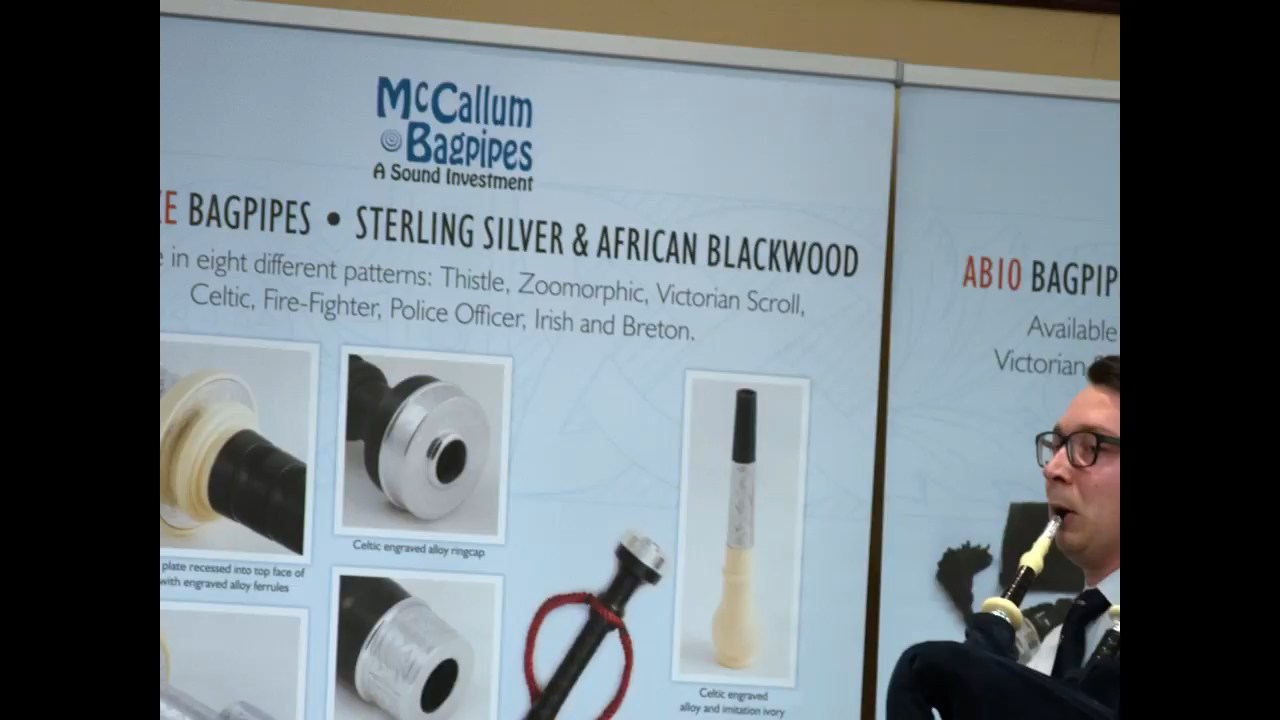 McCallum
Bagpipes
A Sound Investment
BAGPIPES • STERLING SILVER & AFRICAN BLACKWOOD
in eight different patterns: Thistle, Zoomorphic, Victorian Scroll,
Celtic, Fire-Fighter, Police Officer, Irish and Breton.
Celtic engraved alloy ringcap
plate recessed into top face of
with engraved alloy ferrules
Celtic engraved
alloy and imitation ivory
ABIO BAGPIP
Available
Victorian